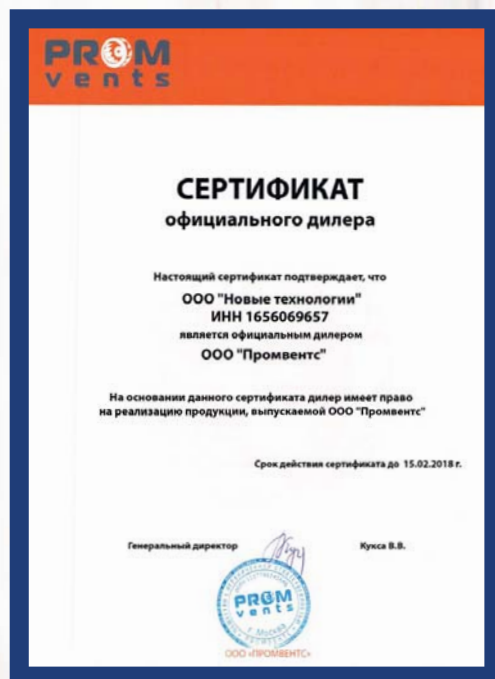 PROM
vents
СЕРТИФИКАТ
официального дилера
Настоящий сертификат подтверждает, что
ООО "Новые технологии"
ИНН 1656069657
является официальным дилером
ООО "Промвентс"
На основании данного сертификата дилер имеет право
на реализацию продукции, выпускаемой ООО "Промвентс"
Срок действия сертификата до 15.02.2018 г.
Генеральный директор
Кукса В.В.
PROM
vents
г. Москва
ООО «ПРОМВЕНТС»